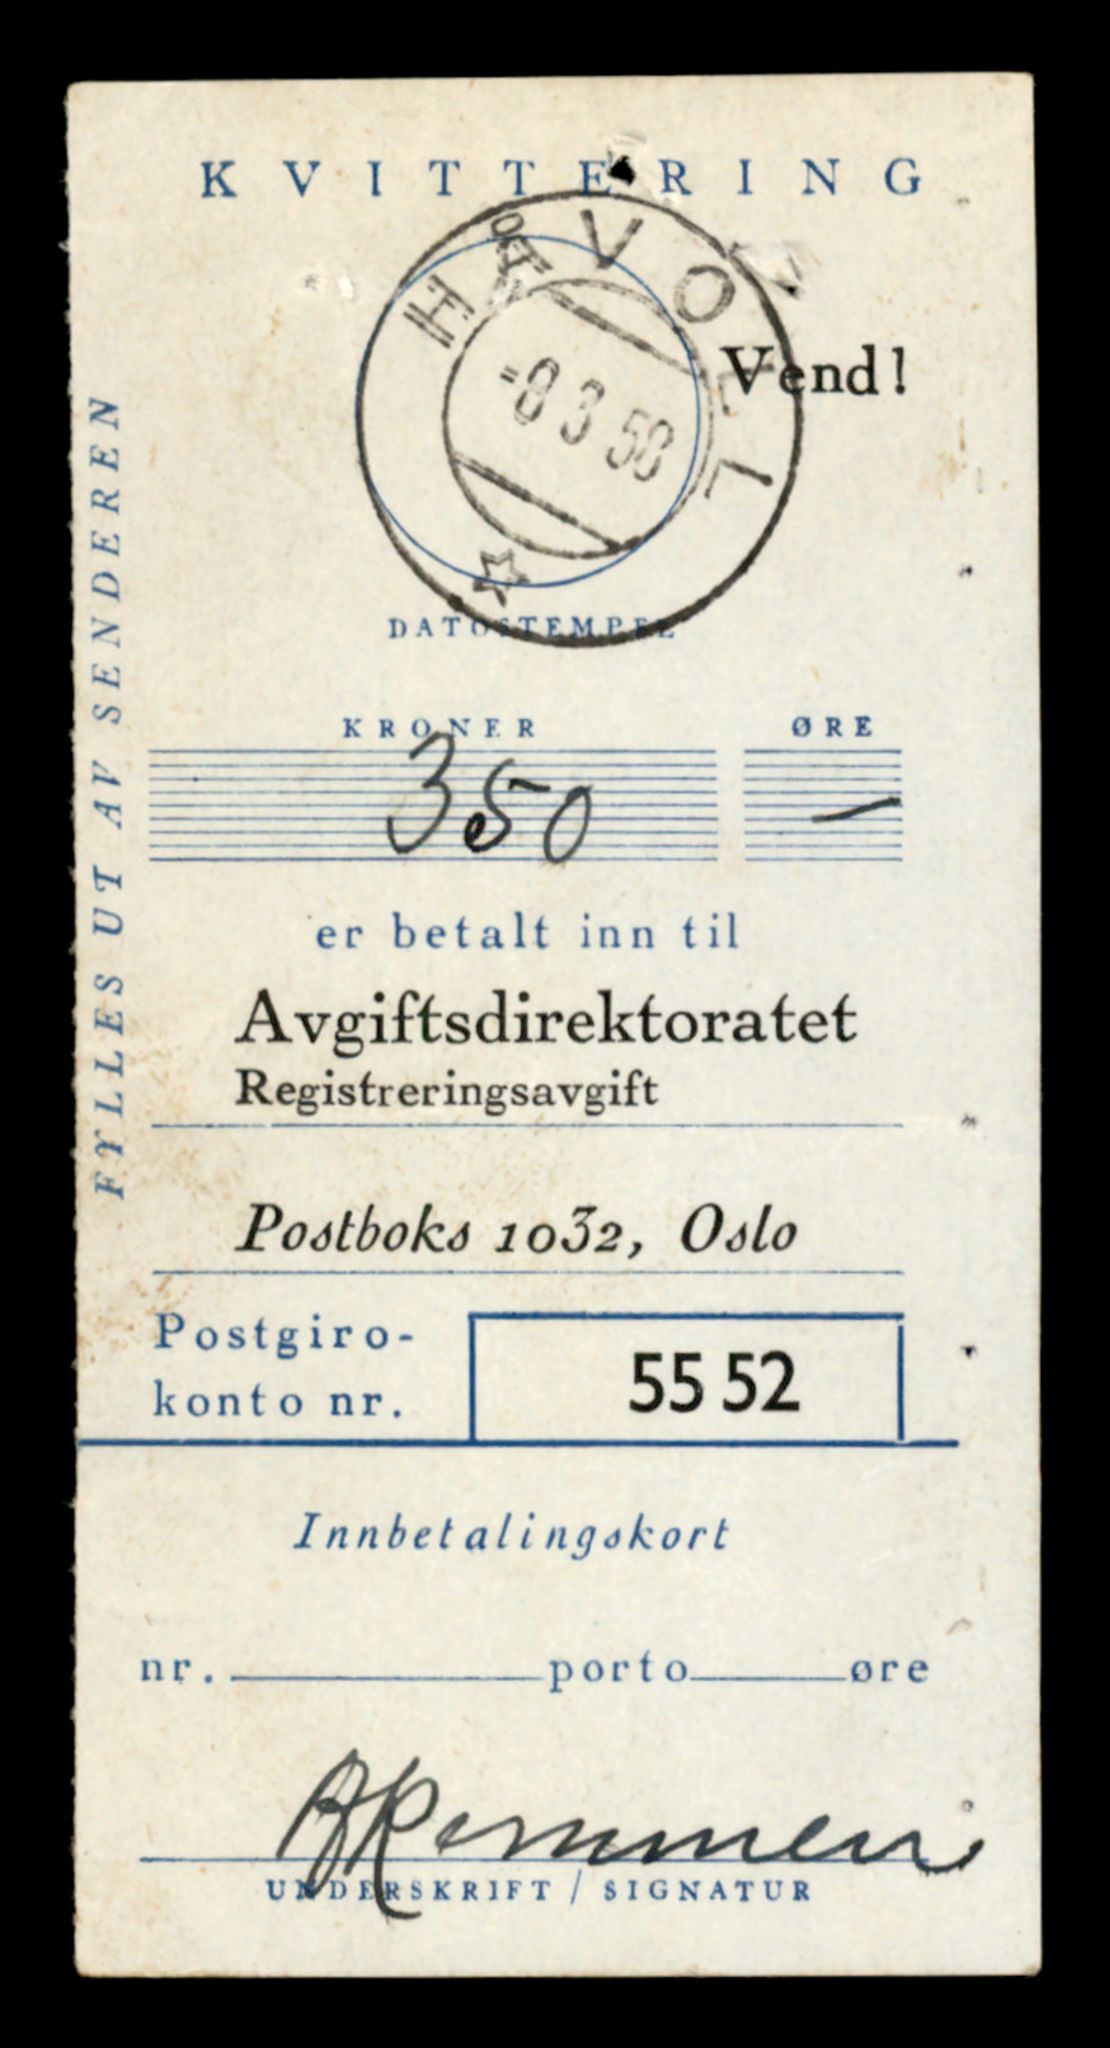 KVITTERING
HÅVOLL
-8 3 58
Vend!
DATOSTEMPEL
FYLLES UT AV SENDEREN
KRONER ØRE
350 —
er betalt inn til
Avgiftsdirektoratet
Registreringsavgift
Postboks 1032, Oslo
Postgiro-
konto nr.
55 52
Innbetalingskort
nr. porto øre
UNDERSKRIFT / SIGNATUR